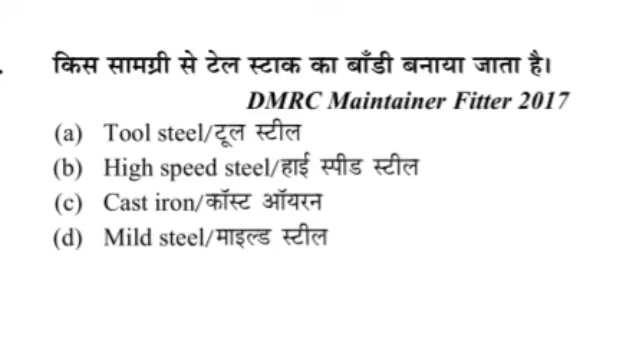 किस सामग्री से टेल स्टाक का बॉंडी बनाया जाता है।
DMRC Maintainer Fitter 2017
(a) Tool steel/टूल स्टील
(b) High speed steel/हाई स्पीड स्टील
(c) Cast iron/कॉस्ट ऑयरन
(d) Mild steel/माइल्ड स्टील